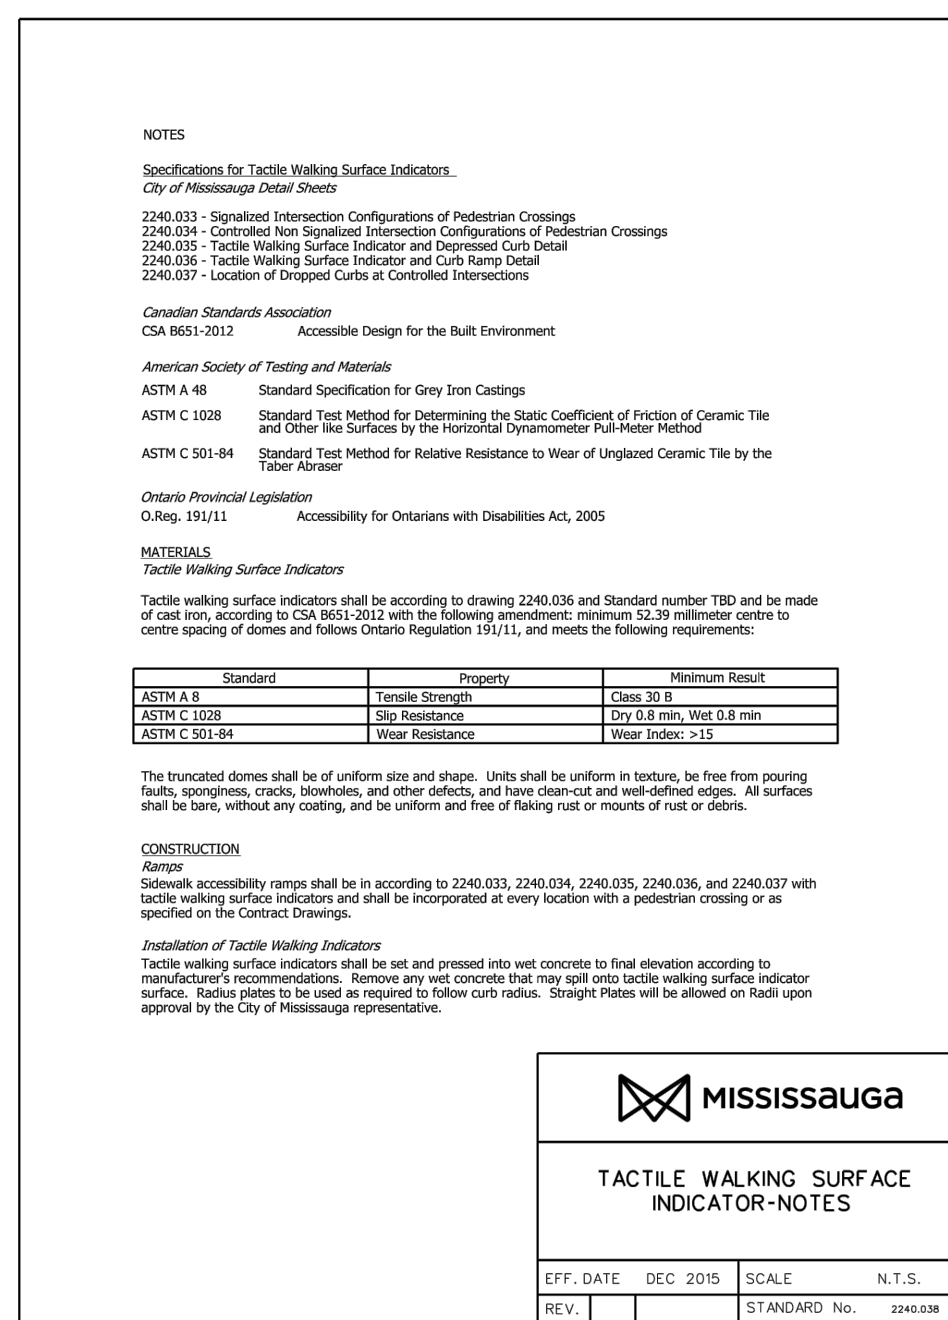 NOTES
Specifications for Tactile Walking Surface Indicators
City of Mississauga Detail Sheets
2240.033 - Signalized Intersection Configurations of Pedestrian Crossings
2240.034 - Controlled Non Signalized Intersection Configurations of Pedestrian Crossings
2240.035 - Tactile Walking Surface Indicator and Depressed Curb Detail
2240.036 - Tactile Walking Surface Indicator and Curb Ramp Detail
2240.037 - Location of Dropped Curbs at Controlled Intersections
Canadian Standards Association
CSA B651-2012 Accessible Design for the Built Environment
American Society of Testing and Materials
ASTM A 48 Standard Specification for Grey Iron Castings
ASTM C 1028 Standard Test Method for Determining the Static Coefficient of Friction of Ceramic Tile
and Other like Surfaces by the Horizontal Dynamometer Pull-Meter Method
ASTM C 501-84 Standard Test Method for Relative Resistance to Wear of Unglazed Ceramic Tile by the
Taber Abraser
Ontario Provincial Legislation
O.Reg. 191/11 Accessibility for Ontarians with Disabilities Act, 2005
MATERIALS
Tactile Walking Surface Indicators
Tactile walking surface indicators shall be according to drawing 2240.036 and Standard number TBD and be made
of cast iron, according to CSA B651-2012 with the following amendment: minimum 52.39 millimeter centre to
centre spacing of domes and follows Ontario Regulation 191/11, and meets the following requirements:
Standard Property Minimum Result
ASTM A 8 Tensile Strength Class 30 B
ASTM C 1028 Slip Resistance Dry 0.8 min, Wet 0.8 min
ASTM C 501-84 Wear Resistance Wear Index: >15
The truncated domes shall be of uniform size and shape. Units shall be uniform in texture, be free from pouring
faults, sponginess, cracks, blowholes, and other defects, and have clean-cut and well-defined edges. All surfaces
shall be bare, without any coating, and be uniform and free of flaking rust or mounts of rust or debris.
CONSTRUCTION
Ramps
Sidewalk accessibility ramps shall be in according to 2240.033, 2240.034, 2240.035, 2240.036, and 2240.037 with
tactile walking surface indicators and shall be incorporated at every location with a pedestrian crossing or as
specified on the Contract Drawings.
Installation of Tactile Walking Indicators
Tactile walking surface indicators shall be set and pressed into wet concrete to final elevation according to
manufacturer's recommendations. Remove any wet concrete that may spill onto tactile walking surface indicator
surface. Radius plates to be used as required to follow curb radius. Straight Plates will be allowed on Radii upon
approval by the City of Mississauga representative.
MISSISSAUGA
TACTILE WALKING SURFACE
INDICATOR-NOTES
EFF. DATE DEC 2015 SCALE N.T.S.
REV. STANDARD No. 2240.038